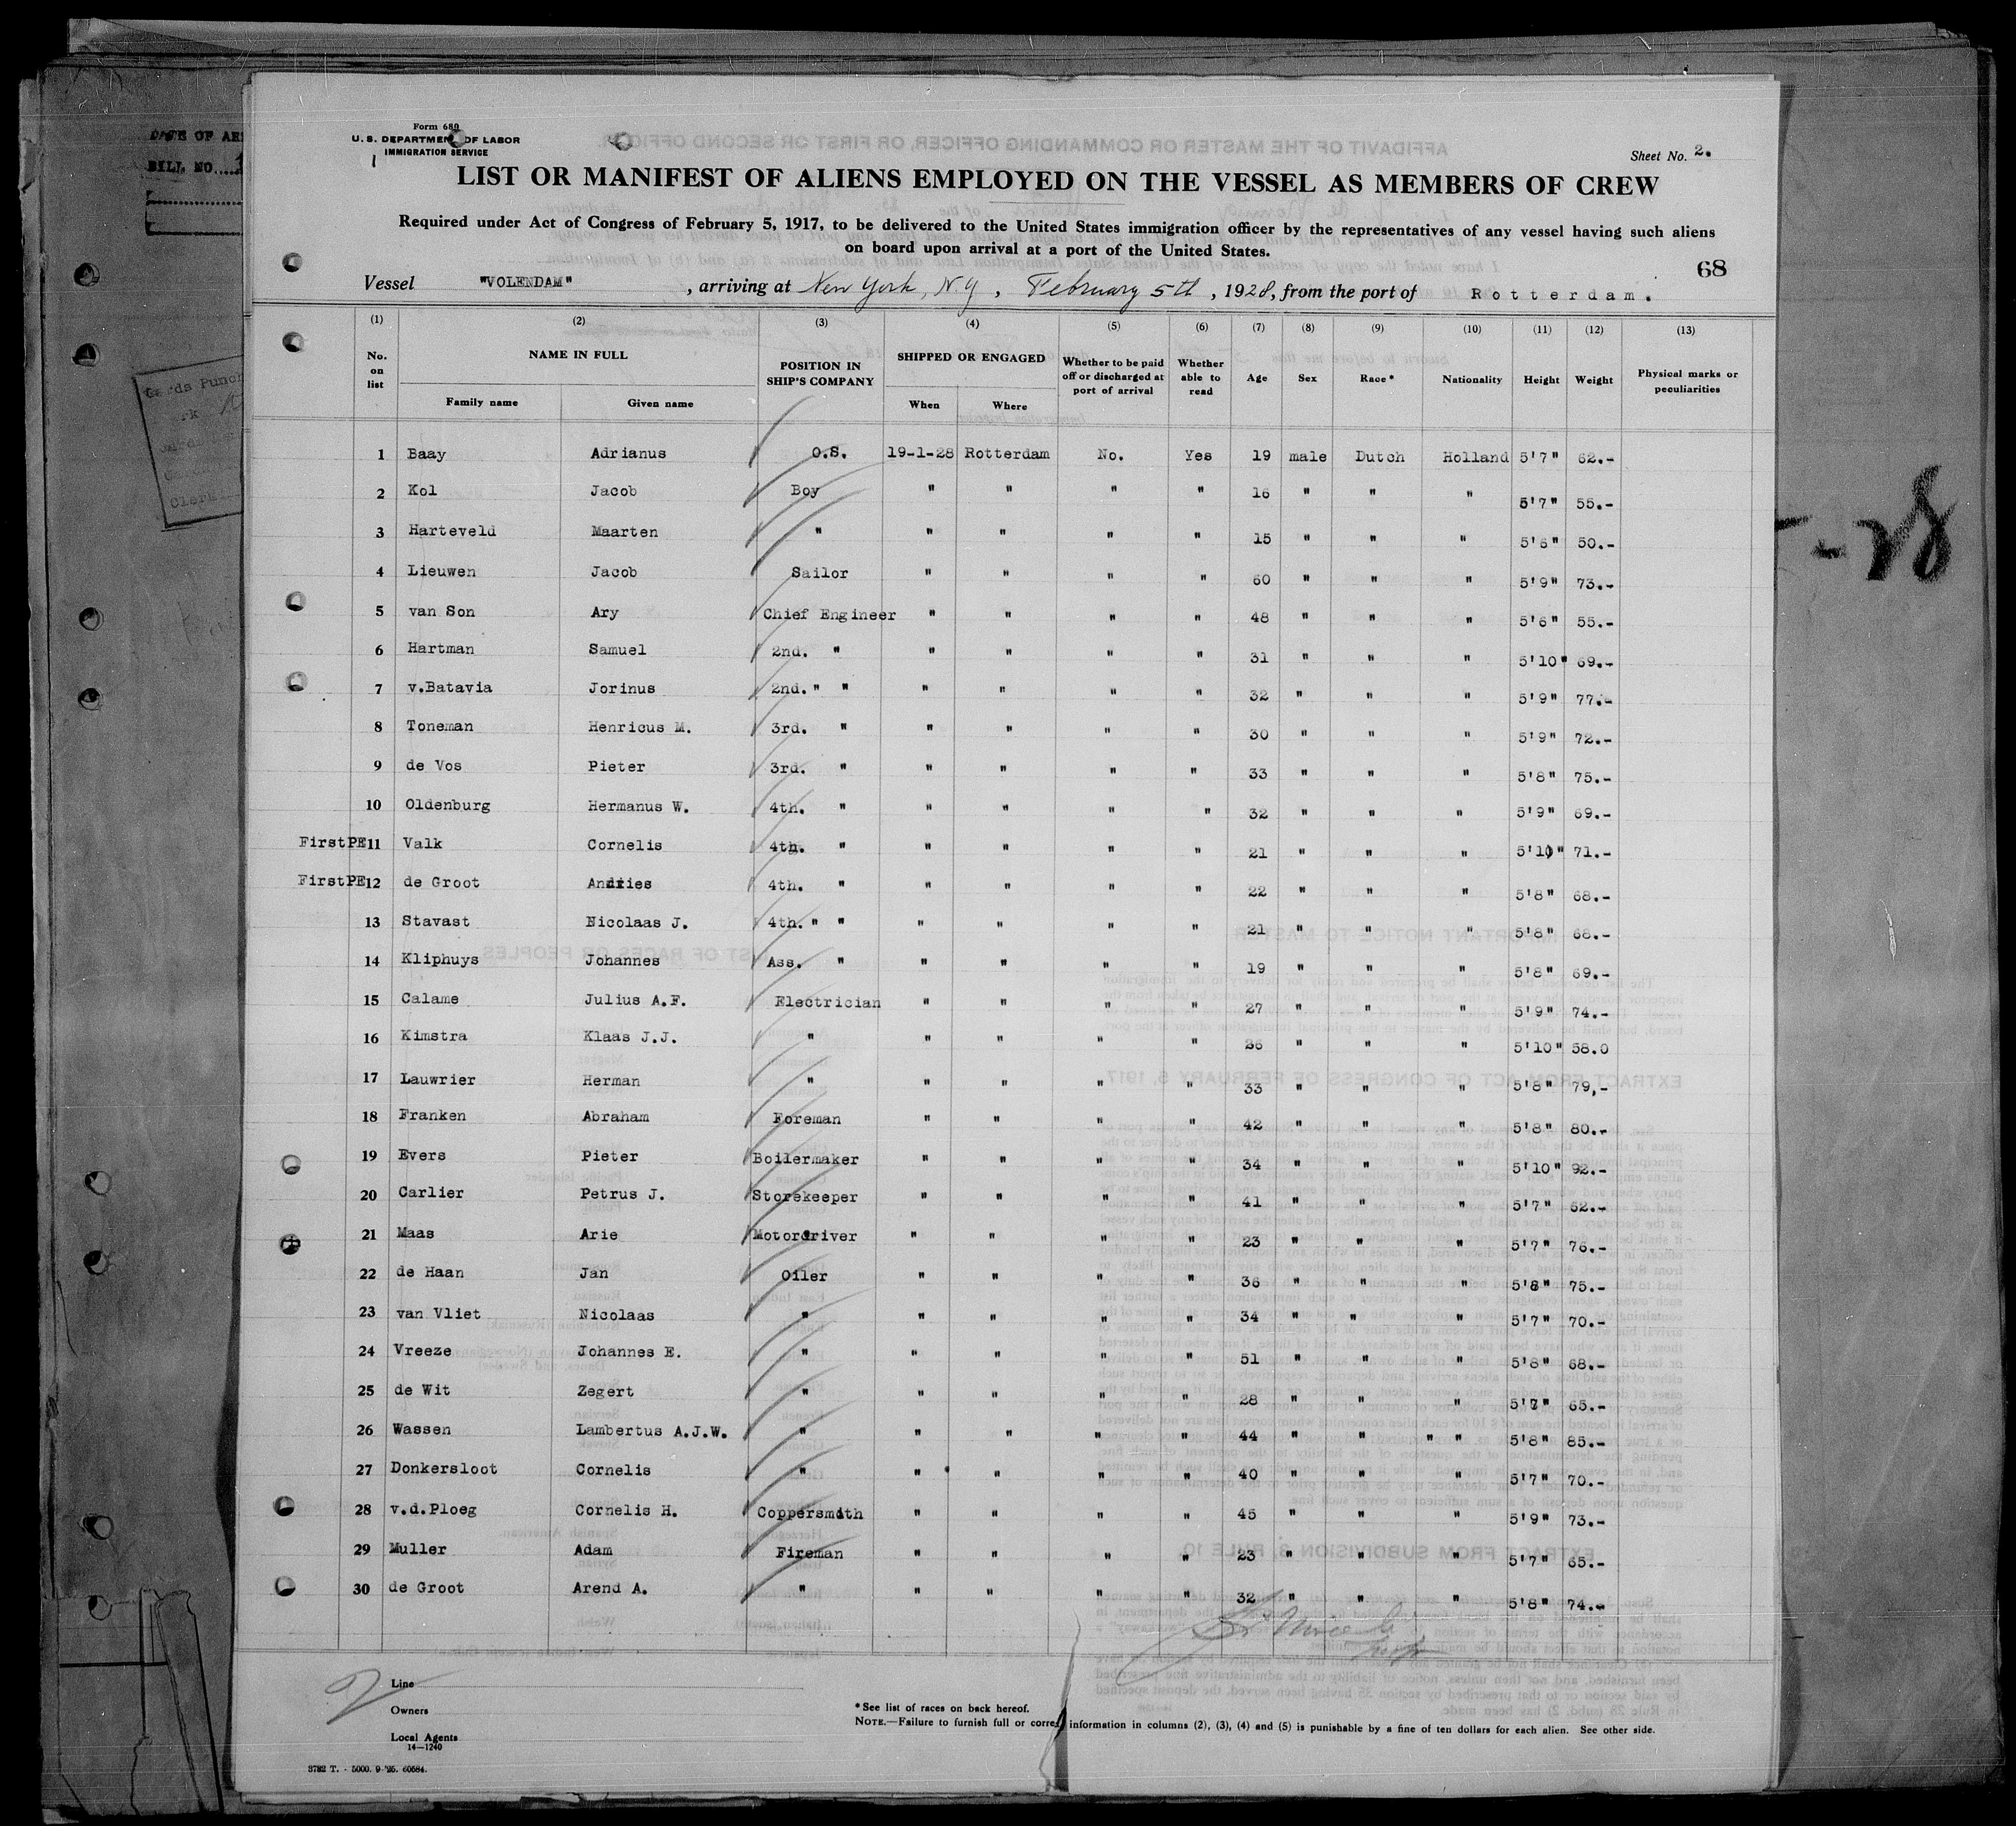 Form 680
U. S. DEPARTMENT OF LABOR
IMMIGRATION SERVICE
Sheet No. 2.
LIST OR MANIFEST OF ALIENS EMPLOYED ON THE VESSEL AS MEMBERS OF CREW
Required under Act of Congress of February 5, 1917, to be delivered to the United States immigration officer by the representatives of any vessel having such aliens
on board upon arrival at a port of the United States.
68
Vessel "VOLENDAM" , arriving at New York, N.Y, February 5th, 1928, from the port of Rotterdam.
(1) (2) (3) (4) (5) (6) (7) (8) (9) (10) (11) (12) (13)
No. on list NAME IN FULL Family name Given name POSITION IN SHIP'S COMPANY SHIPPED OR ENGAGED When Where Whether to be paid off or discharged at port of arrival Whether able to read Age Sex Race* Nationality Height Weight Physical marks or peculiarities
1 Baay Adrianus O.S. 19-1-28 Rotterdam No. Yes 19 male Dutch Holland 5'7" 62.-
2 Kol Jacob Boy " " " " 16 " " " 5'7" 55.-
3 Harteveld Maarten " " " " " 15 " " " 5'6" 50.-
4 Lieuwen Jacob Sailor " " " " 60 " " " 5'9" 73.-
5 van Son Ary Chief Engineer " " " " 48 " " " 5'6" 55.-
6 Hartman Samuel 2nd. " " " " " 31 " " " 5'10" 69.-
7 v.Batavia Jorinus 2nd. " " " " " " 32 " " " 5'9" 77.-
8 Toneman Henricus M. 3rd. " " " " " 30 " " " 5'9" 72.-
9 de Vos Pieter 3rd. " " " " " 33 " " " 5'8" 75.-
10 Oldenburg Hermanus W. 4th. " " " " " 32 " " " 5'9" 69.-
FirstPE 11 Valk Cornelis 4th. " " " " " 21 " " " 5'10" 71.-
FirstPE 12 de Groot Andries 4th. " " " " " 22 " " " 5'8" 68.-
13 Stavast Nicolaas J. 4th. " " " " " " 21 " " " 5'8" 68.-
14 Kliphuys Johannes Ass. " " " " " 19 " " " 5'8" 69.-
15 Calame Julius A.F. Electrician " " " " 27 " " " 5'9" 74.-
16 Kimstra Klaas J.J. " " " " " 26 " " " 5'10" 58.0
17 Lauwrier Herman " " " " " 33 " " " 5'8" 79,-
18 Franken Abraham Foreman " " " " 42 " " " 5'8" 80.-
19 Evers Pieter Boilermaker " " " " 34 " " " 5'10" 92.-
20 Carlier Petrus J. Storekeeper " " " " 41 " " " 5'7" 62.-
21 Maas Arie Motordriver " " " " 23 " " " 5'7" 76.-
22 de Haan Jan Oiler " " " " 36 " " " 5'8" 75.-
23 van Vliet Nicolaas " " " " " 34 " " " 5'7" 70.-
24 Vreeze Johannes E. " " " " " 51 " " " 5'8" 68.-
25 de Wit Zegert " " " " " 28 " " " 5'7" 65.-
26 Wassen Lambertus A.J.W. " " " " " 44 " " " " 5'8" 85.-
27 Donkersloot Cornelis " " " " " 40 " " " 5'7" 70.-
28 v.d.Ploeg Cornelis H. Coppersmith " " " " 45 " " " 5'9" 73.-
29 Muller Adam Fireman " " " " 23 " " " 5'7" 65.-
30 de Groot Arend A. " " " " " 32 " " " 5'8" 74.-
Line
Owners
Local Agents
14—1240
* See list of races on back hereof.
NOTE.—Failure to furnish full or correct information in columns (2), (3), (4) and (5) is punishable by a fine of ten dollars for each alien. See other side.
3782 T. - 5000. 9-'25. 60584.